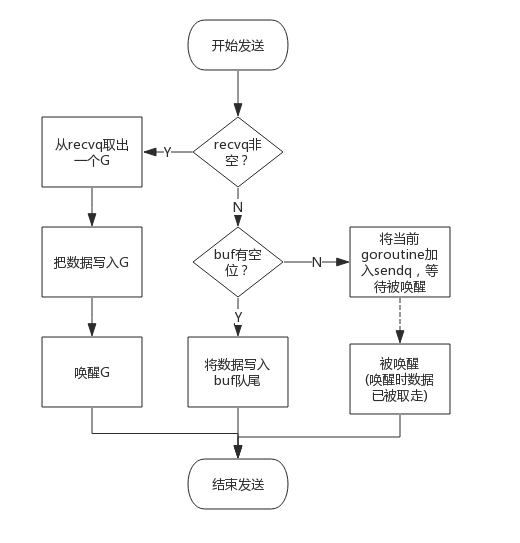 开始发送
从recvq取出
一个G
Y
recvq非
空？
N
把数据写入G
buf有空
位？
N
将当前
goroutine加
入sendq，等
待被唤醒
Y
唤醒G
将数据写入
buf队尾
被唤醒
(唤醒时数据
已被取走)
结束发送